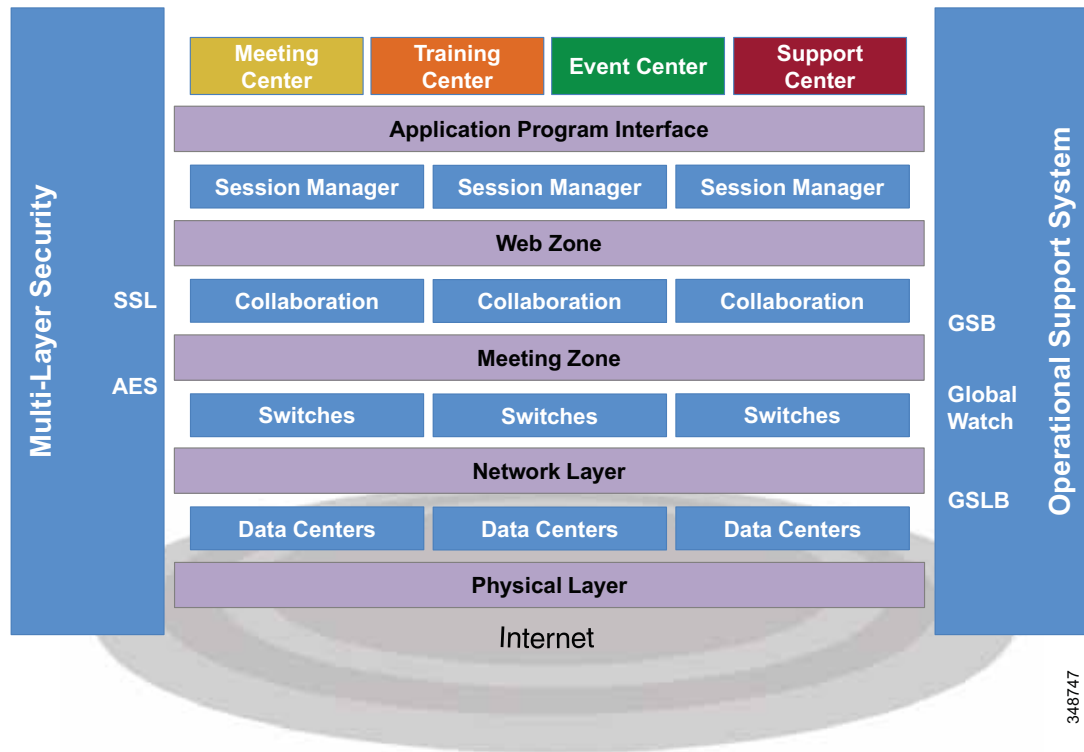 Multi-Layer Security
SSL
AES
Meeting
Center
Training
Center
Event Center
Support
Center
Application Program Interface
Session Manager
Session Manager
Session Manager
Web Zone
Collaboration
Collaboration
Collaboration
Meeting Zone
Switches
Switches
Switches
Network Layer
Data Centers
Data Centers
Data Centers
Physical Layer
Internet
Operational Support System
GSB
Global
Watch
GSLB
348747